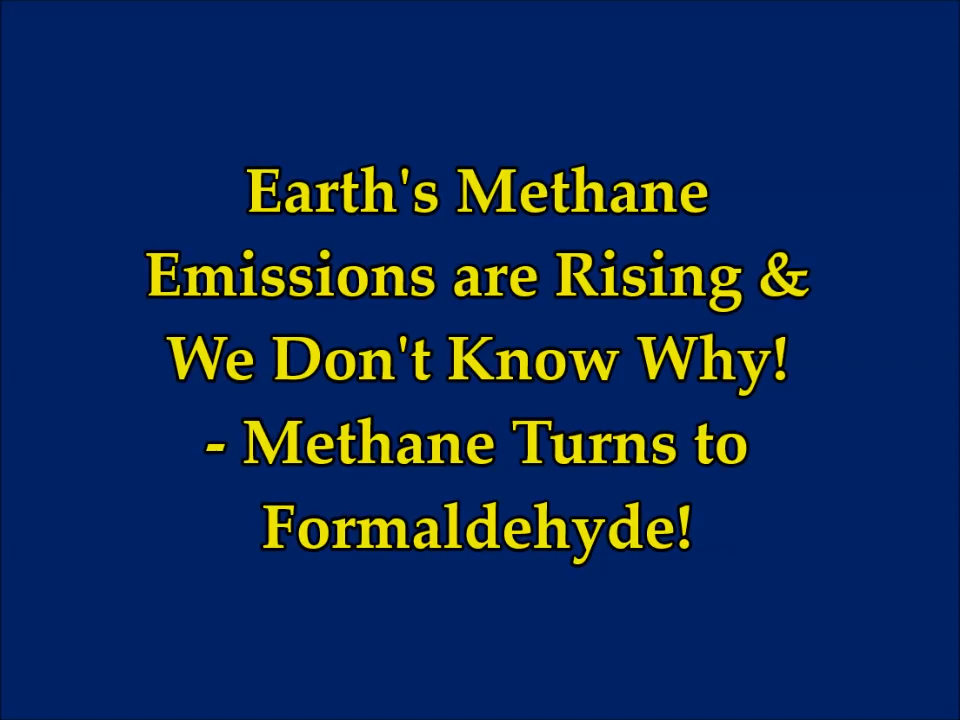 Earth's Methane
Emissions are Rising &
We Don't Know Why!
- Methane Turns to
Formaldehyde!